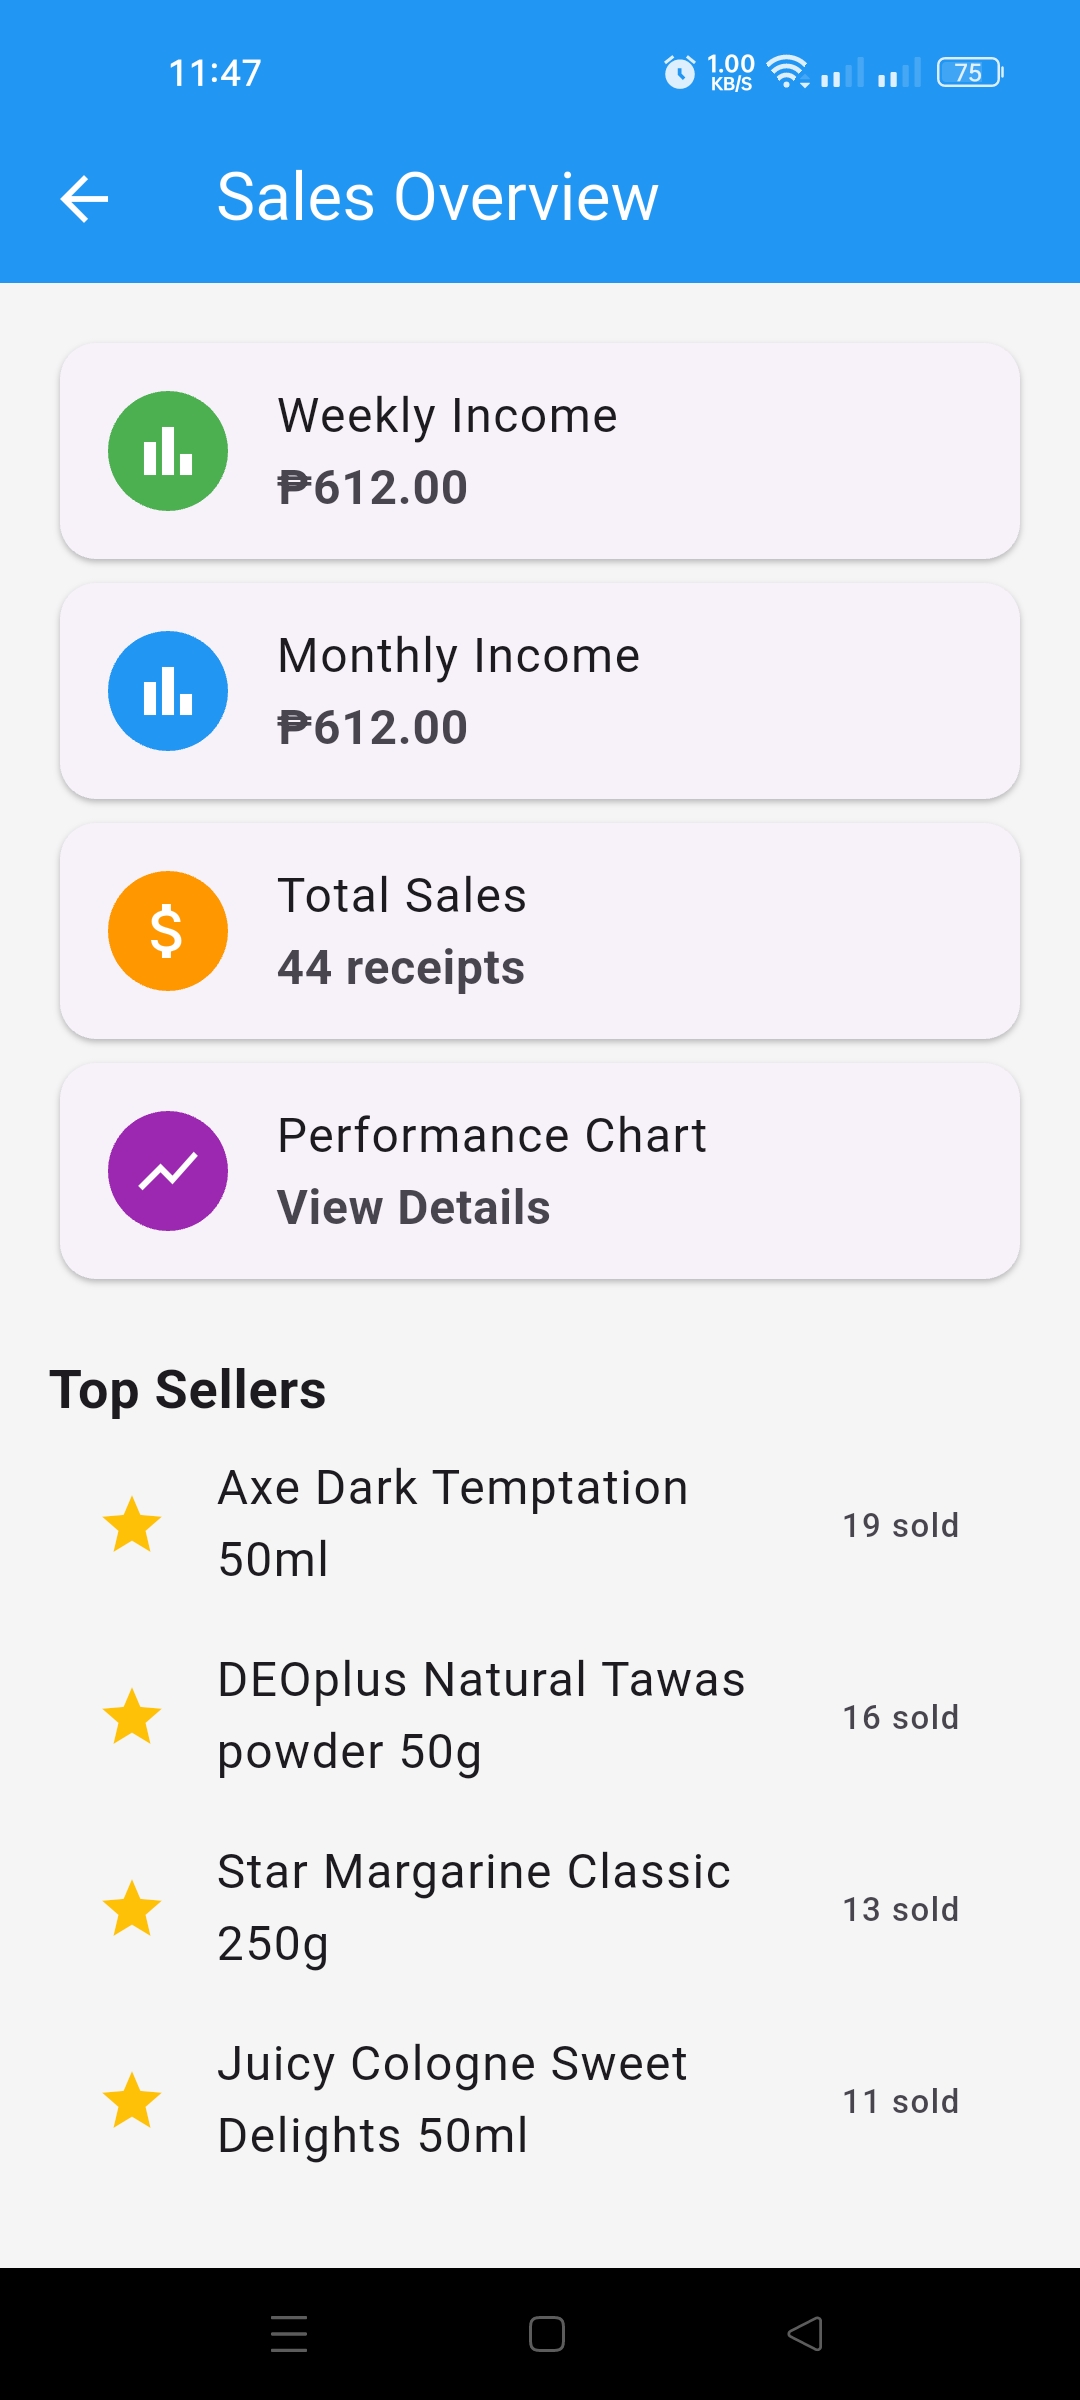 11:47
1.00
KB/S
75
Sales Overview
Weekly Income
₱612.00
Monthly Income
₱612.00
Total Sales
44 receipts
Performance Chart
View Details
Top Sellers
Axe Dark Temptation
50ml
19 sold
DEOplus Natural Tawas
powder 50g
16 sold
Star Margarine Classic
250g
13 sold
Juicy Cologne Sweet
Delights 50ml
11 sold